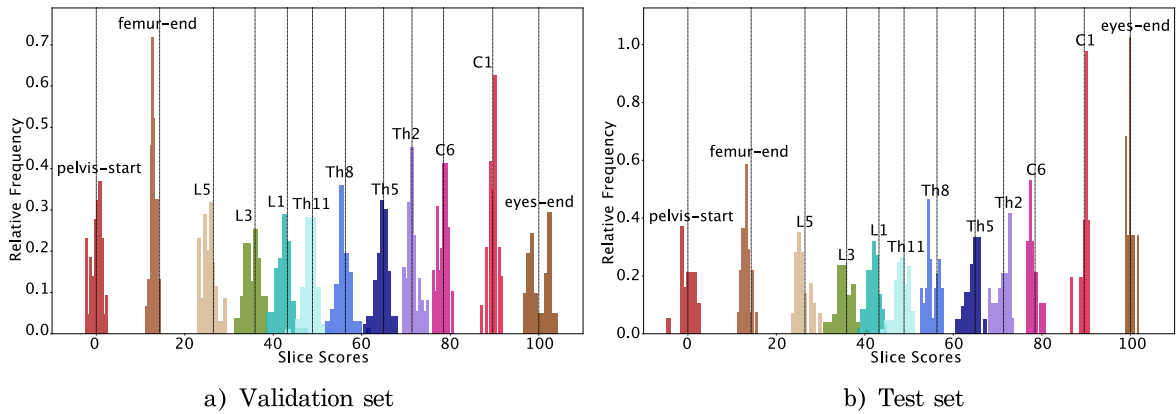 femur-end
0.7
0.6
0.5
0.4
0.3
0.2
0.1
0.0
Relative Frequency
pelvis-start
L5
L3
L1
Th11
Th8
Th5
Th2
C6
C1
eyes-end
0 20 40 60 80 100
Slice Scores
a) Validation set
eyes-end
1.0
0.8
0.6
0.4
0.2
0.0
Relative Frequency
pelvis-start
femur-end
L5
L3
L1
Th11
Th8
Th5
Th2
C6
C1
0 20 40 60 80 100
Slice Scores
b) Test set